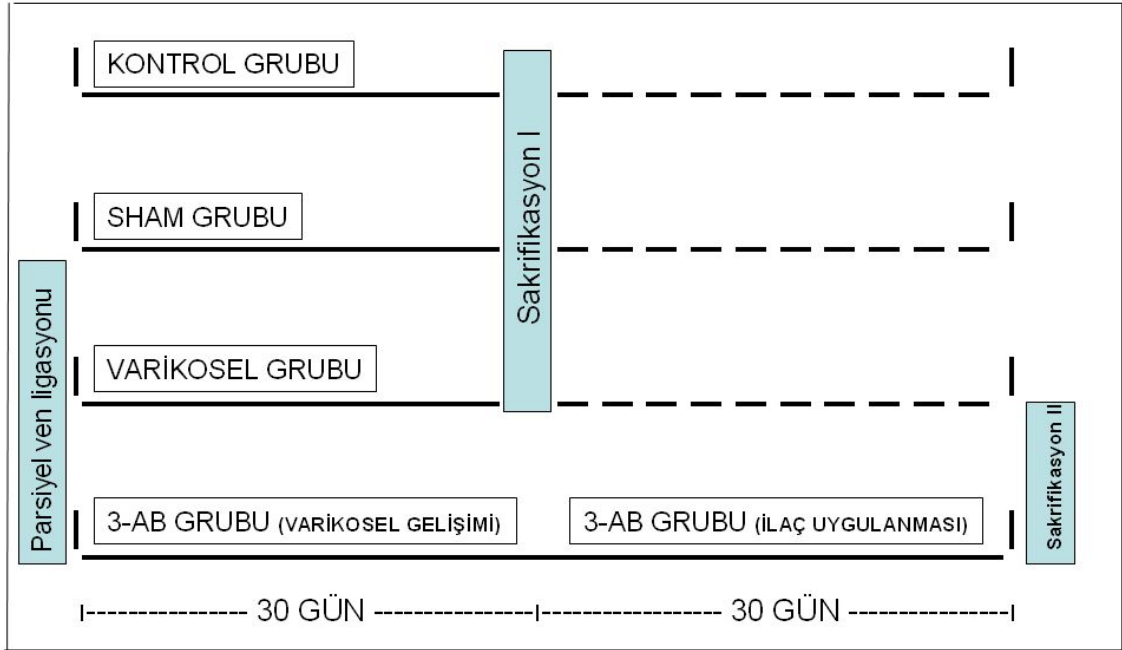 KONTROL GRUBU
Sakrifikasyon I
SHAM GRUBU
Parsiyel ven ligasyonu
VARİKOSEL GRUBU
Sakrifikasyon II
3-AB GRUBU (VARİKOSEL GELİŞİMİ)
3-AB GRUBU (İLAÇ UYGULANMASI)
30 GÜN
30 GÜN